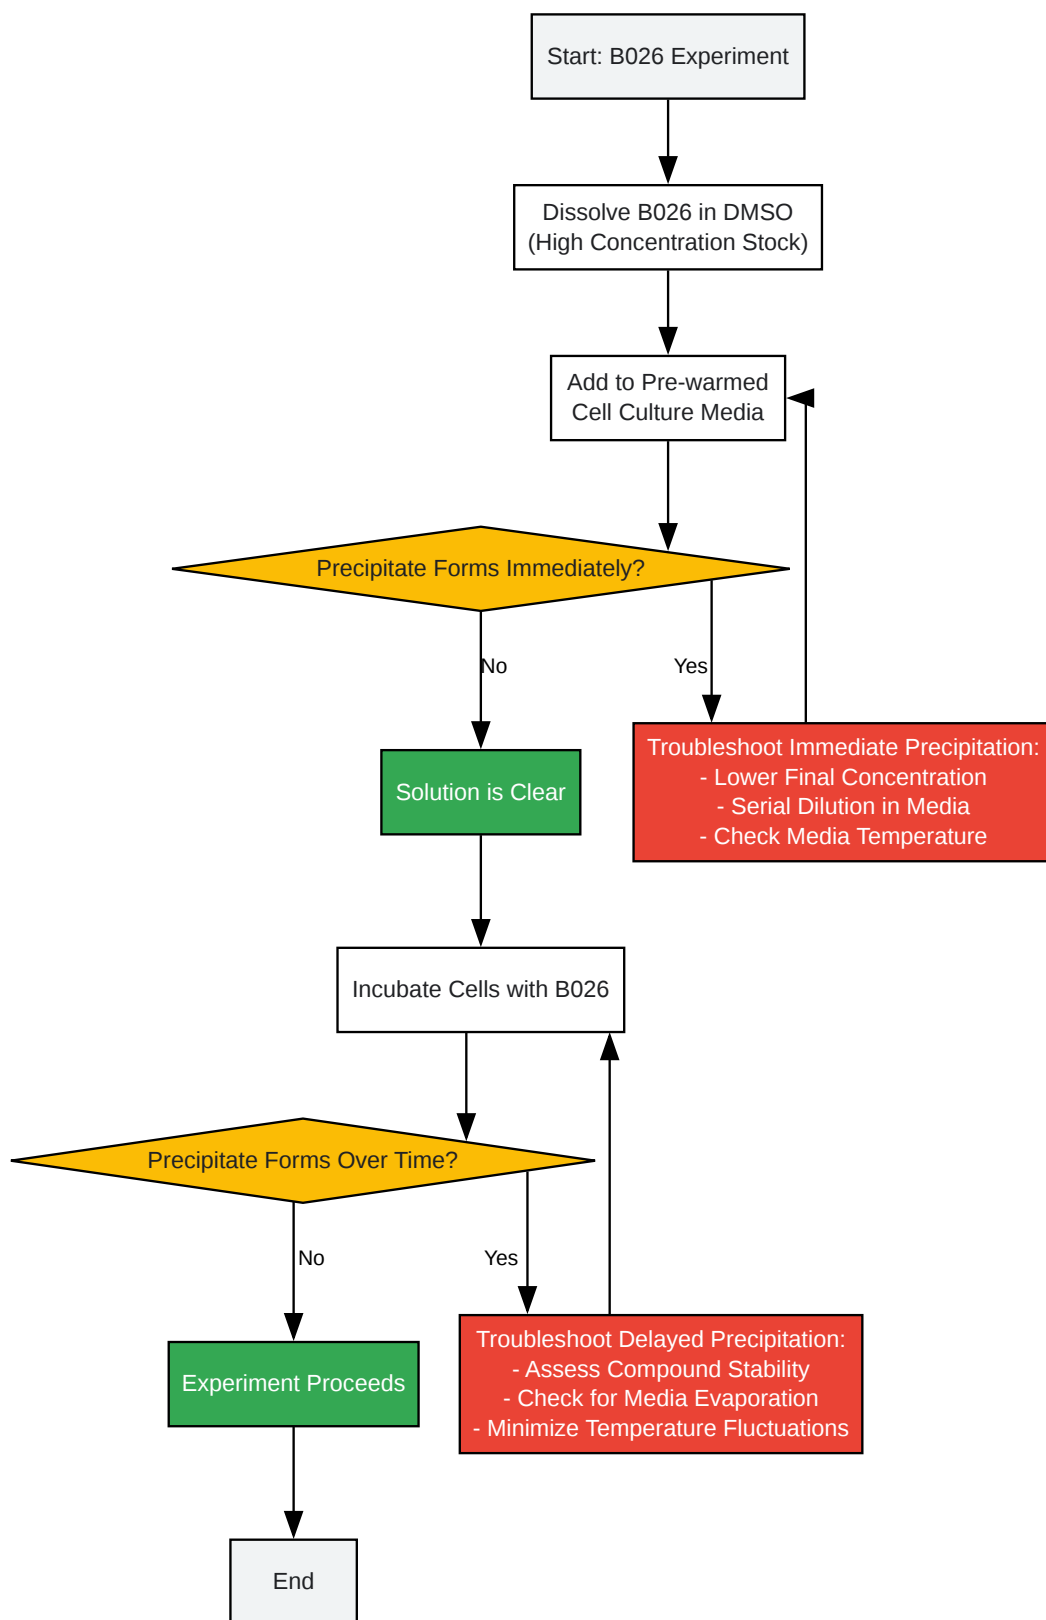 Start: B026 Experiment
Dissolve B026 in DMSO
(High Concentration Stock)
Add to Pre-warmed
Cell Culture Media
Precipitate Forms Immediately?
No
Yes
Troubleshoot Immediate Precipitation:
- Lower Final Concentration
- Serial Dilution in Media
- Check Media Temperature
Solution is Clear
Incubate Cells with B026
Precipitate Forms Over Time?
No
Yes
Troubleshoot Delayed Precipitation:
- Assess Compound Stability
- Check for Media Evaporation
- Minimize Temperature Fluctuations
Experiment Proceeds
End